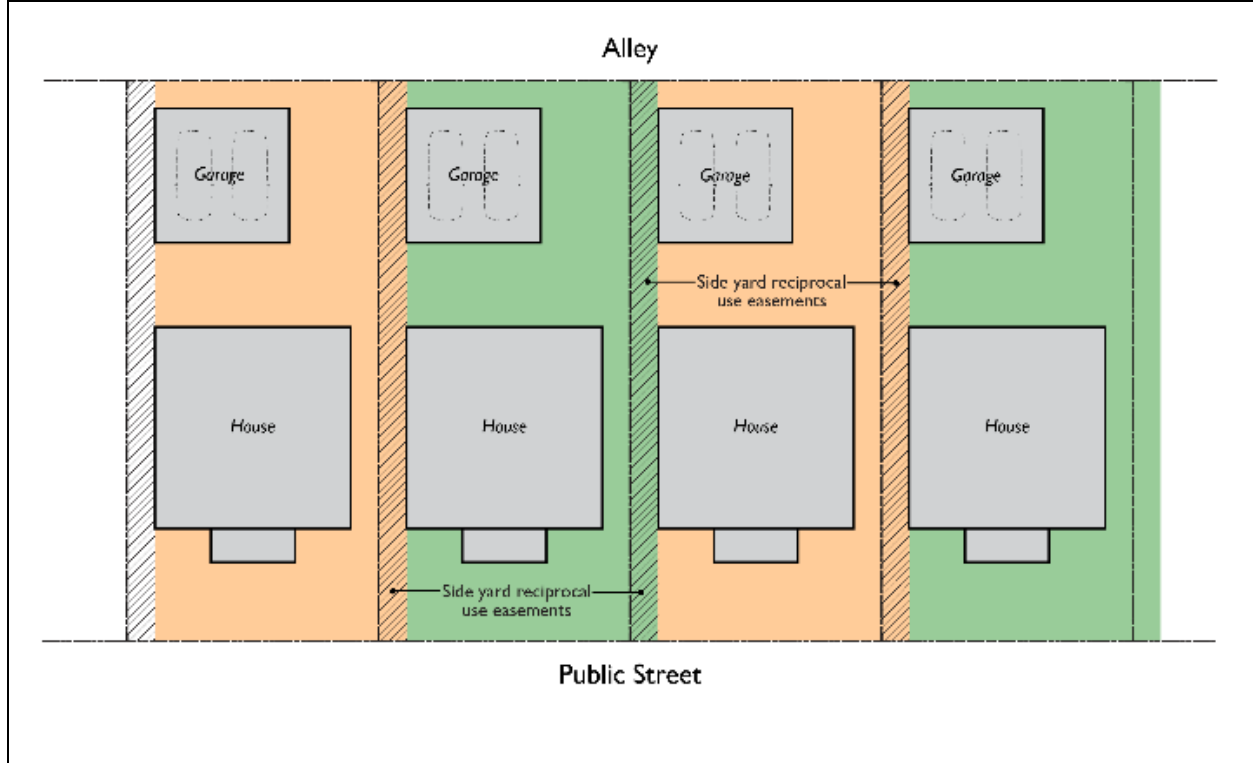 Alley
Garage
Garage
Garage
Garage
Side yard reciprocal
use easements
House
House
House
House
Side yard reciprocal
use easements
Public Street